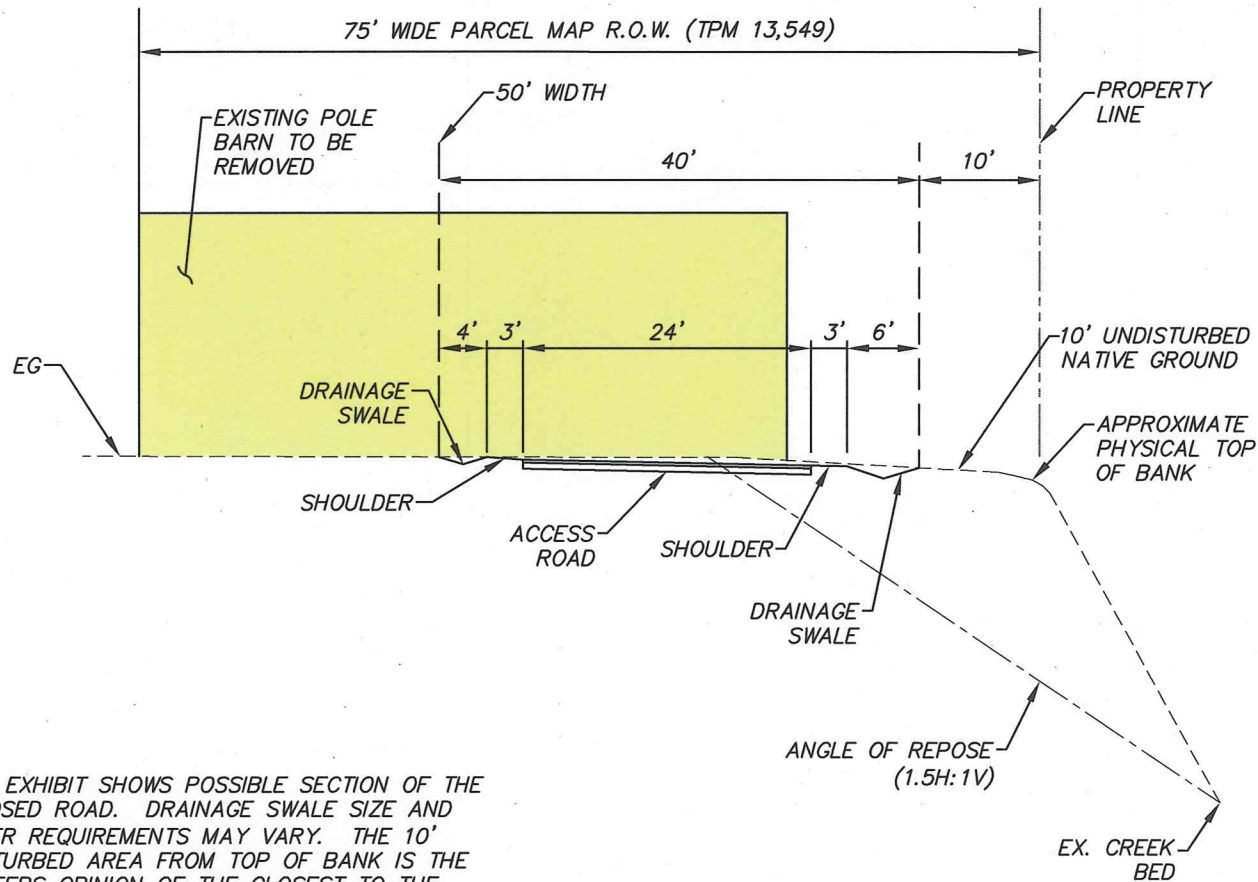 75' WIDE PARCEL MAP R.O.W. (TPM 13,549)
50' WIDTH
PROPERTY
LINE
EXISTING POLE
BARN TO BE
REMOVED
40'
10'
4'
3'
24'
3'
6'
10' UNDISTURBED
NATIVE GROUND
EG
DRAINAGE
SWALE
APPROXIMATE
PHYSICAL TOP
OF BANK
SHOULDER
ACCESS
ROAD
SHOULDER
DRAINAGE
SWALE
ANGLE OF REPOSE
(1.5H:1V)
EX. CREEK
BED
EXHIBIT SHOWS POSSIBLE SECTION OF THE
OSED ROAD. DRAINAGE SWALE SIZE AND
ER REQUIREMENTS MAY VARY. THE 10'
TURBED AREA FROM TOP OF BANK IS THE